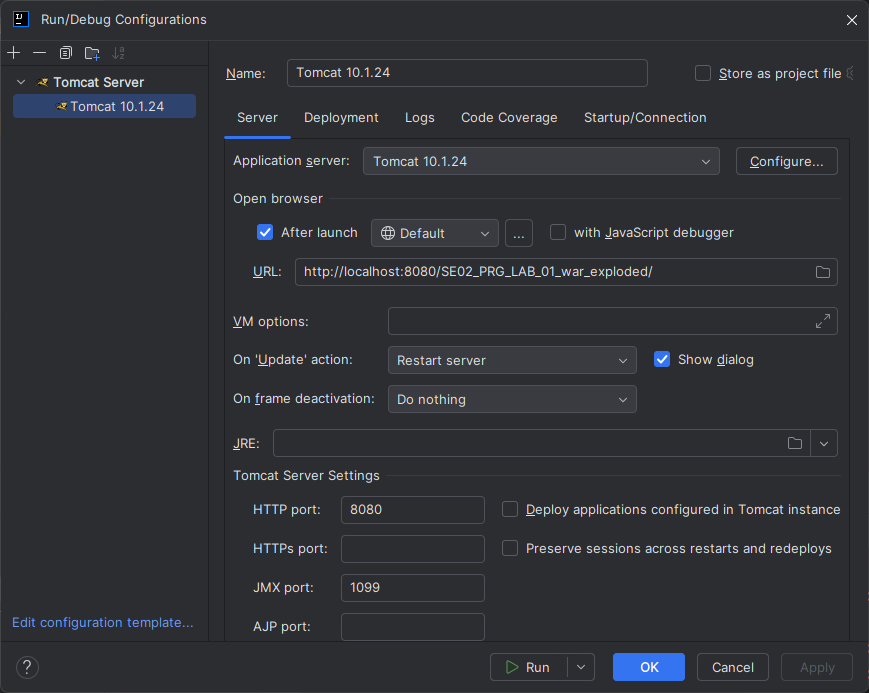 Run/Debug Configurations
Tomcat Server
Tomcat 10.1.24
Name: Tomcat 10.1.24 Store as project file
Server Deployment Logs Code Coverage Startup/Connection
Application server: Tomcat 10.1.24 Configure...
Open browser
After launch Default ... with JavaScript debugger
URL: http://localhost:8080/SE02_PRG_LAB_01_war_exploded/
VM options:
On 'Update' action: Restart server Show dialog
On frame deactivation: Do nothing
JRE:
Tomcat Server Settings
HTTP port: 8080 Deploy applications configured in Tomcat instance
HTTPs port: Preserve sessions across restarts and redeploys
JMX port: 1099
AJP port:
Edit configuration template...
? Run OK Cancel Apply